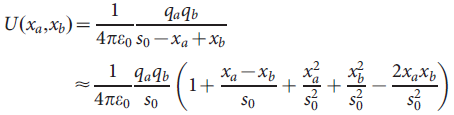 U(x_a,x_b)= \frac{1}{4\pi\varepsilon_0} \frac{q_a q_b}{s_0 - x_a + x_b}
\approx \frac{1}{4\pi\varepsilon_0} \frac{q_a q_b}{s_0} \left( 1 + \frac{x_a - x_b}{s_0} + \frac{x_a^2}{s_0^2} + \frac{x_b^2}{s_0^2} - \frac{2x_a x_b}{s_0^2} \right)